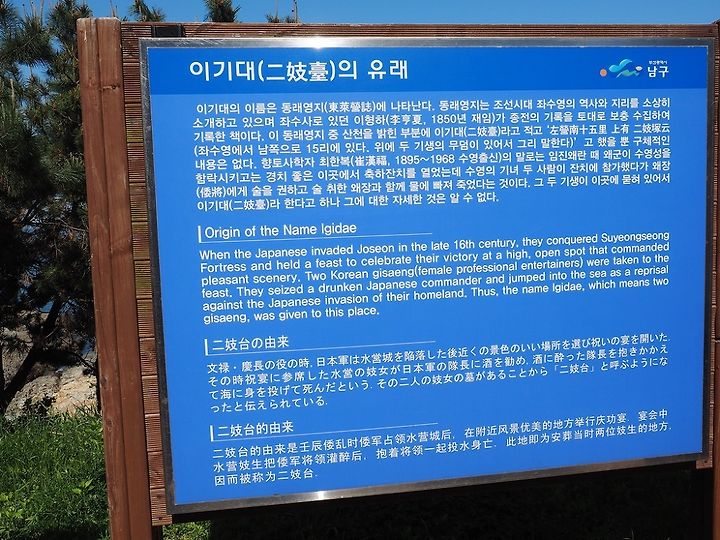 이기대(二妓臺)의 유래
부산광역시
남구
이기대의 이름은 동래영지(東萊營誌)에 나타난다. 동래영지는 조선시대 좌수영의 역사와 지리를 소상히
소개하고 있으며 좌수사로 있던 이형하(李亨夏, 1850년 재임)가 종전의 기록을 토대로 보충 수집하여
기록한 책이다. 이 동래영지 중 산천을 밝힌 부분에 이기대(二妓臺)라고 적고 '左營南十五里 上有 二妓塚云
(좌수영에서 남쪽으로 15리에 있다. 위에 두 기생의 무덤이 있어서 그리 말한다)' 고 했을 뿐 구체적인
내용은 없다. 향토사학자 최한복(崔漢福, 1895~1968 수영출신)의 말로는 임진왜란 때 왜군이 수영성을
함락시키고는 경치 좋은 이곳에서 축하잔치를 열었는데 수영의 기녀 두 사람이 잔치에 참가했다가 왜장
(倭將)에게 술을 권하고 술 취한 왜장과 함께 물에 빠져 죽었다는 것이다. 그 두 기생이 이곳에 묻혀 있어서
이기대(二妓臺)라 한다고 하나 그에 대한 자세한 것은 알 수 없다.
Origin of the Name Igidae
When the Japanese invaded Joseon in the late 16th century, they conquered Suyeongseong
Fortress and held a feast to celebrate their victory at a high, open spot that commanded
pleasant scenery. Two Korean gisaeng(female professional entertainers) were taken to the
feast. They seized a drunken Japanese commander and jumped into the sea as a reprisal
against the Japanese invasion of their homeland. Thus, the name Igidae, which means two
gisaeng, was given to this place.
二妓台の由来
文禄・慶長の役の時, 日本軍は水営城を陥落した後近くの景色のいい場所を選び祝いの宴を開いた.
その時祝宴に参席した水営の妓女が日本軍の隊長に酒を勧め, 酒に酔った隊長を抱きかかえ
て海に身を投げて死んだという. その二人の妓女の墓があることから「二妓台」と呼ぶようにな
ったと伝えられている.
二妓台的由来
二妓台的由来是壬辰倭乱时倭军占领水营城后, 在附近风景优美的地方举行庆功宴. 宴会中
水营妓生把倭军将领灌醉后, 抱着将领一起投水身亡. 此地即为安葬当时两位妓生的地方,
因而被称为二妓台.